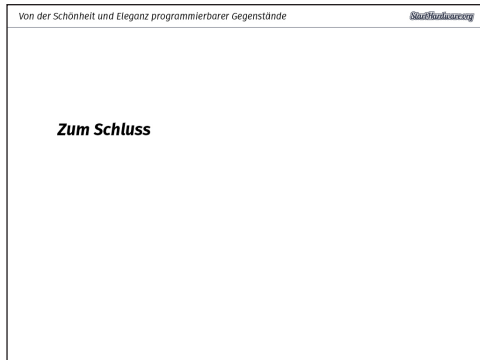 Von der Schönheit und Eleganz programmierbarer Gegenstände
StartHardware.org
Zum Schluss